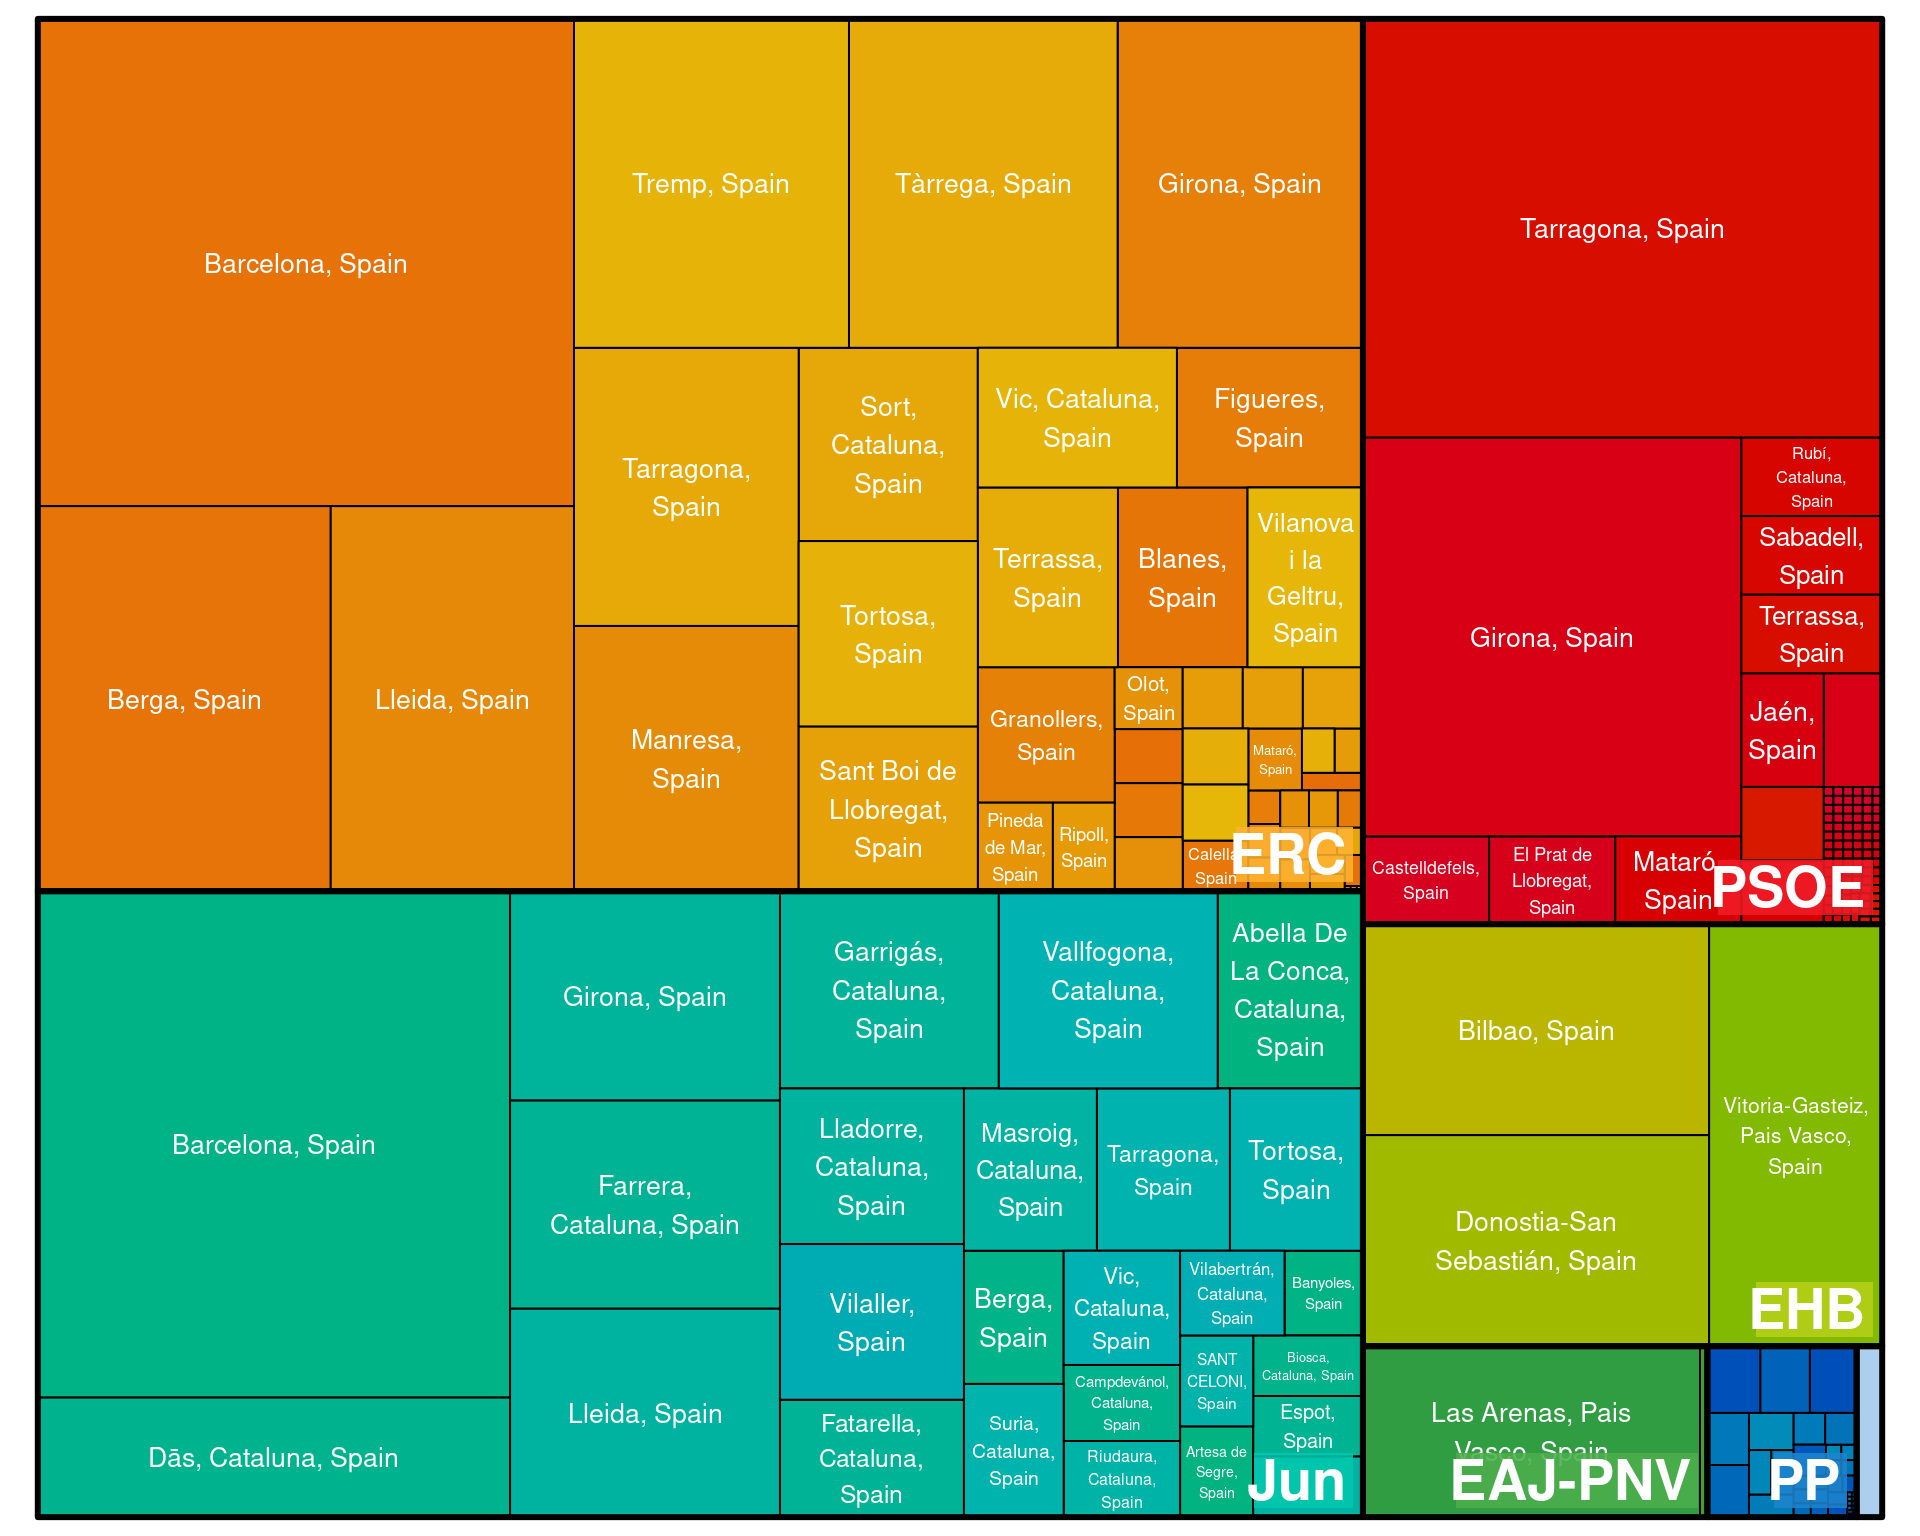 Barcelona, Spain
Tremp, Spain
Tàrrega, Spain
Girona, Spain
Berga, Spain
Lleida, Spain
Tarragona,
Spain
Manresa,
Spain
Sort,
Cataluna,
Spain
Tortosa,
Spain
Sant Boi de
Llobregat,
Spain
Vic, Cataluna,
Spain
Figueres,
Spain
Terrassa,
Spain
Blanes,
Spain
Vilanova
i la
Geltru,
Spain
Granollers,
Spain
Pineda
de Mar,
Spain
Ripoll,
Spain
Olot,
Spain
Mataró,
Spain
Calella,
Spain
ERC
Tarragona, Spain
Girona, Spain
Rubí,
Cataluna,
Spain
Sabadell,
Spain
Terrassa,
Spain
Jaén,
Spain
Castelldefels,
Spain
El Prat de
Llobregat,
Spain
Mataró,
Spain
PSOE
Barcelona, Spain
Dās, Cataluna, Spain
Girona, Spain
Farrera,
Cataluna, Spain
Lleida, Spain
Garrigás,
Cataluna,
Spain
Vallfogona,
Cataluna,
Spain
Abella De
La Conca,
Cataluna,
Spain
Lladorre,
Cataluna,
Spain
Vilaller,
Spain
Fatarella,
Cataluna,
Spain
Masroig,
Cataluna,
Spain
Tarragona,
Spain
Tortosa,
Spain
Berga,
Spain
Suria,
Cataluna,
Spain
Vic,
Cataluna,
Spain
Campdevánol,
Cataluna,
Spain
Riudaura,
Cataluna,
Spain
Vilabertrán,
Cataluna,
Spain
Banyoles,
Spain
SANT
CELONI,
Spain
Artesa de
Segre,
Spain
Biosca,
Cataluna, Spain
Espot,
Spain
Jun
Bilbao, Spain
Donostia-San
Sebastián, Spain
Vitoria-Gasteiz,
Pais Vasco,
Spain
EHB
Las Arenas, Pais
Vasco, Spain
EAJ-PNV
PP